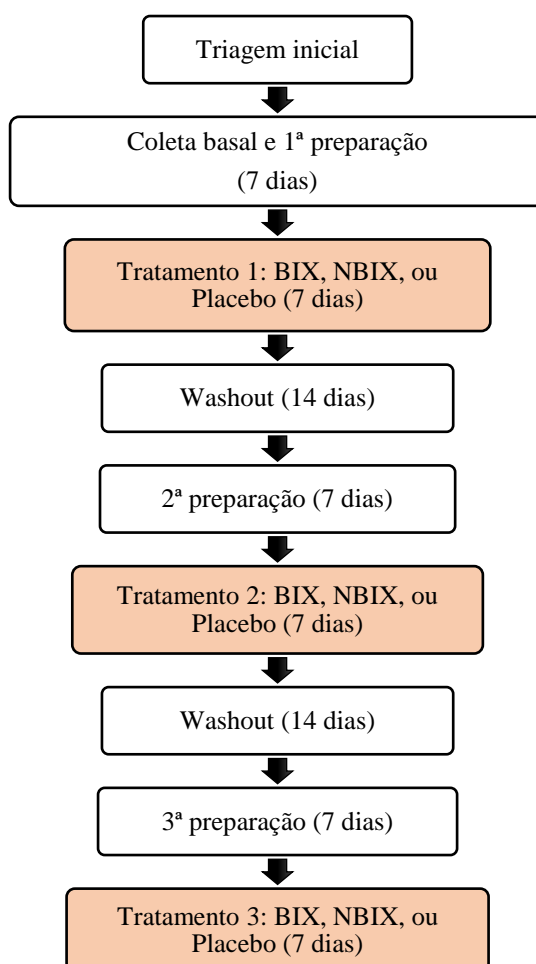 Triagem inicial
Coleta basal e 1ª preparação
(7 dias)
Tratamento 1: BIX, NBIX, ou
Placebo (7 dias)
Washout (14 dias)
2ª preparação (7 dias)
Tratamento 2: BIX, NBIX, ou
Placebo (7 dias)
Washout (14 dias)
3ª preparação (7 dias)
Tratamento 3: BIX, NBIX, ou
Placebo (7 dias)